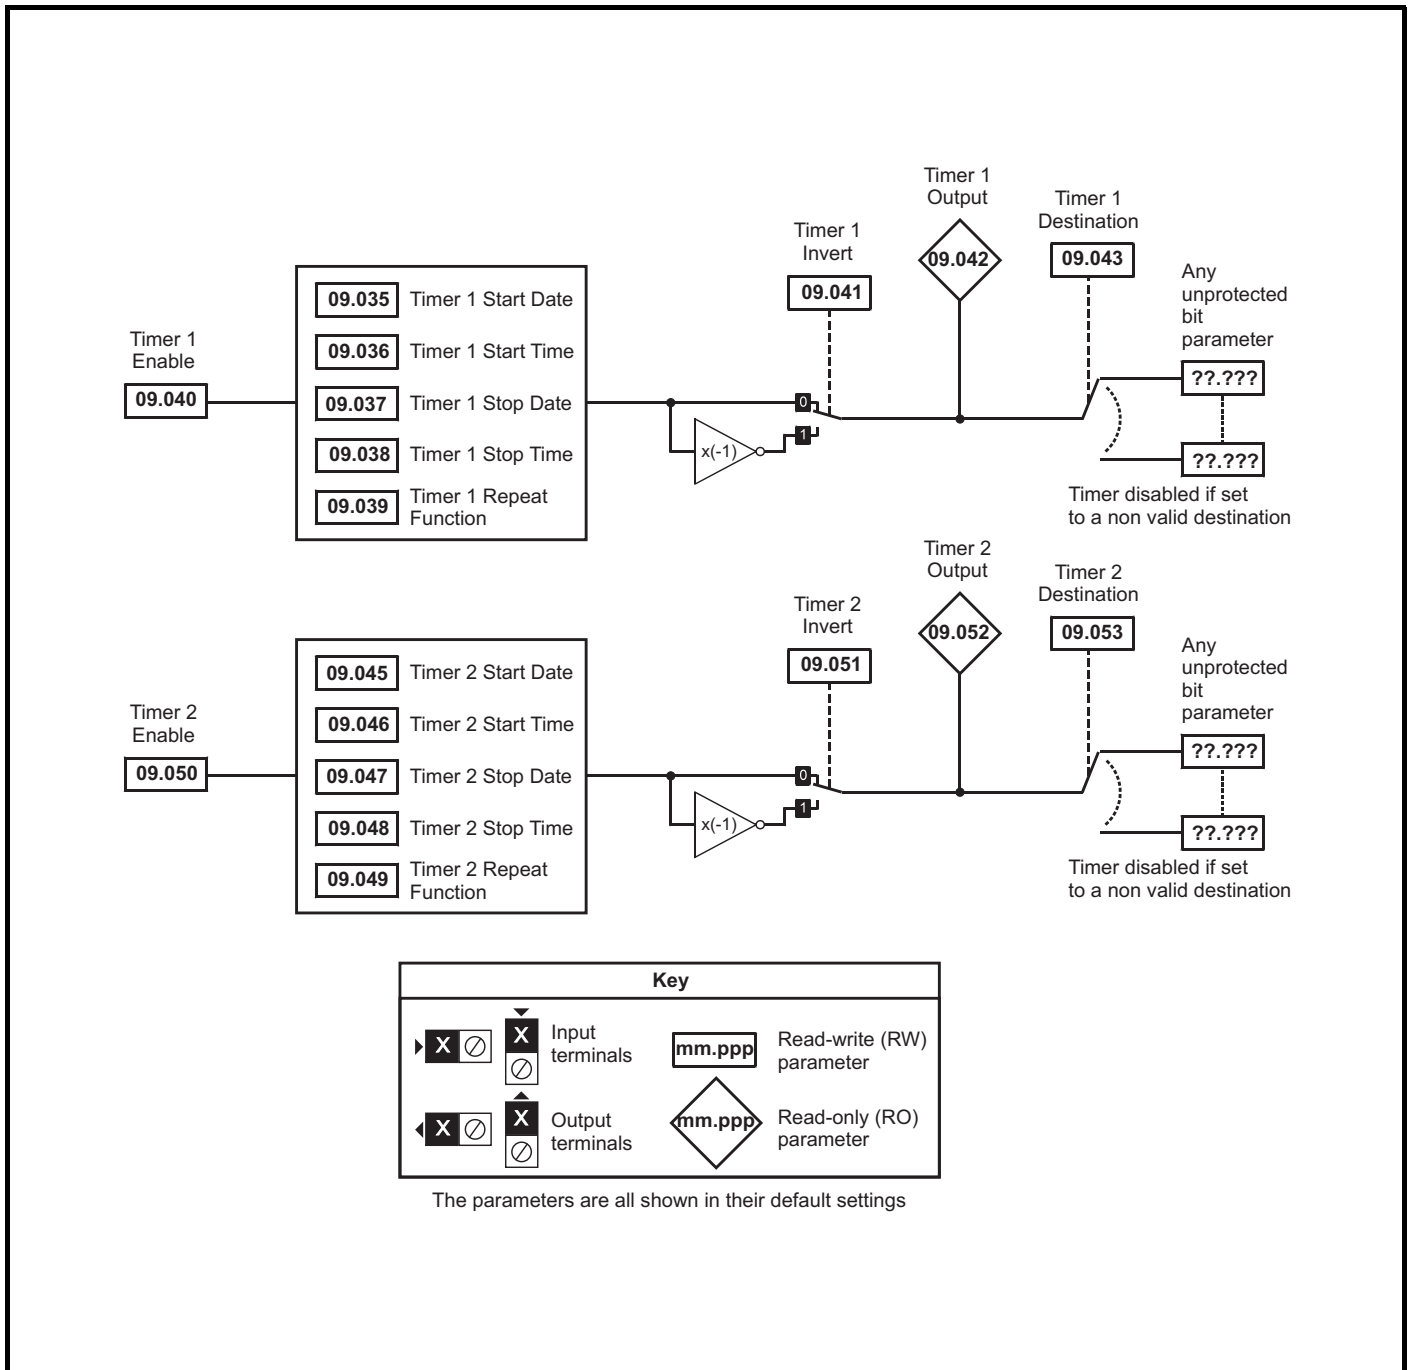 Timer 1
Output
Timer 1
Destination
Timer 1
Invert
09.042
09.043
Any
unprotected
bit
parameter
09.041
09.035 Timer 1 Start Date
09.036 Timer 1 Start Time
09.037 Timer 1 Stop Date
09.038 Timer 1 Stop Time
09.039 Timer 1 Repeat
Function
Timer 1
Enable
09.040
0
1
x(-1)
??.???
??.???
Timer disabled if set
to a non valid destination
Timer 2
Output
Timer 2
Destination
Timer 2
Invert
09.052
09.053
Any
unprotected
bit
parameter
09.051
09.045 Timer 2 Start Date
09.046 Timer 2 Start Time
09.047 Timer 2 Stop Date
09.048 Timer 2 Stop Time
09.049 Timer 2 Repeat
Function
Timer 2
Enable
09.050
0
1
x(-1)
??.???
??.???
Timer disabled if set
to a non valid destination
Key
X X Input
terminals
mm.ppp Read-write (RW)
parameter
X X Output
terminals
mm.ppp Read-only (RO)
parameter
The parameters are all shown in their default settings